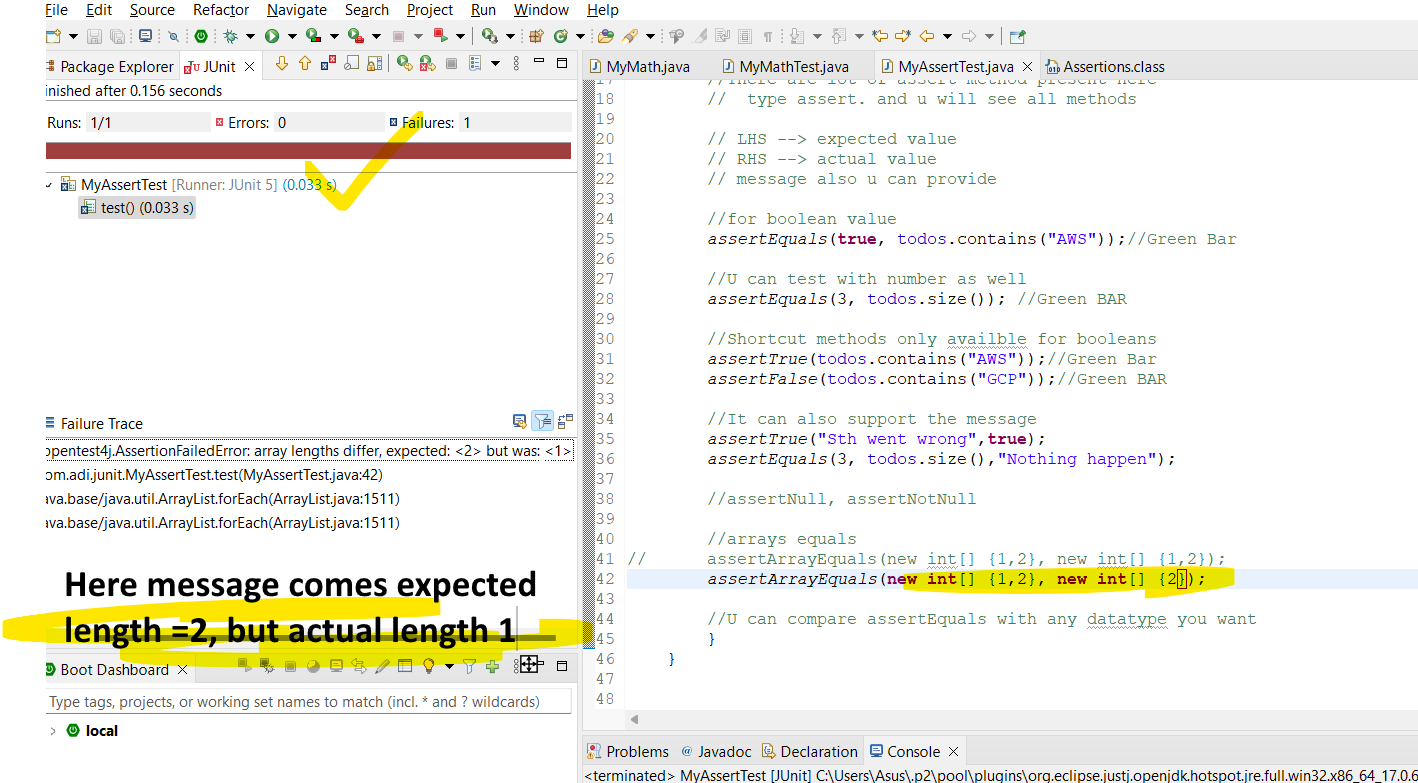 File Edit Source Refactor Navigate Search Project Run Window Help
Package Explorer JUnit
MyMath.java MyMathTest.java MyAssertTest.java Assertions.class
inished after 0.156 seconds
Runs: 1/1 Errors: 0 Failures: 1
MyAssertTest [Runner: JUnit 5] (0.033 s)
test() (0.033 s)
Failure Trace
opentest4j.AssertionFailedError: array lengths differ, expected: <2> but was: <1>
om.adi.junit.MyAssertTest.test(MyAssertTest.java:42)
ava.base/java.util.ArrayList.forEach(ArrayList.java:1511)
ava.base/java.util.ArrayList.forEach(ArrayList.java:1511)
Here message comes expected
length =2, but actual length 1
Boot Dashboard
Type tags, projects, or working set names to match (incl. * and ? wildcards)
local
17 //There are lot of assert method present here
18 // type assert. and u will see all methods
19
20 // LHS --> expected value
21 // RHS --> actual value
22 // message also u can provide
23
24 //for boolean value
25 assertEquals(true, todos.contains("AWS"));//Green Bar
26
27 //U can test with number as well
28 assertEquals(3, todos.size()); //Green BAR
29
30 //Shortcut methods only availble for booleans
31 assertTrue(todos.contains("AWS"));//Green Bar
32 assertFalse(todos.contains("GCP"));//Green BAR
33
34 //It can also support the message
35 assertTrue("Sth went wrong",true);
36 assertEquals(3, todos.size(),"Nothing happen");
37
38 //assertNull, assertNotNull
39
40 //arrays equals
41 // assertArrayEquals(new int[] {1,2}, new int[] {1,2});
42 assertArrayEquals(new int[] {1,2}, new int[] {2});
43
44 //U can compare assertEquals with any datatype you want
45 }
46 }
47
48
Problems Javadoc Declaration Console
<terminated> MyAssertTest [JUnit] C:\Users\Asus\.p2\pool\plugins\org.eclipse.justj.openjdk.hotspot.jre.full.win32.x86_64_17.0.6